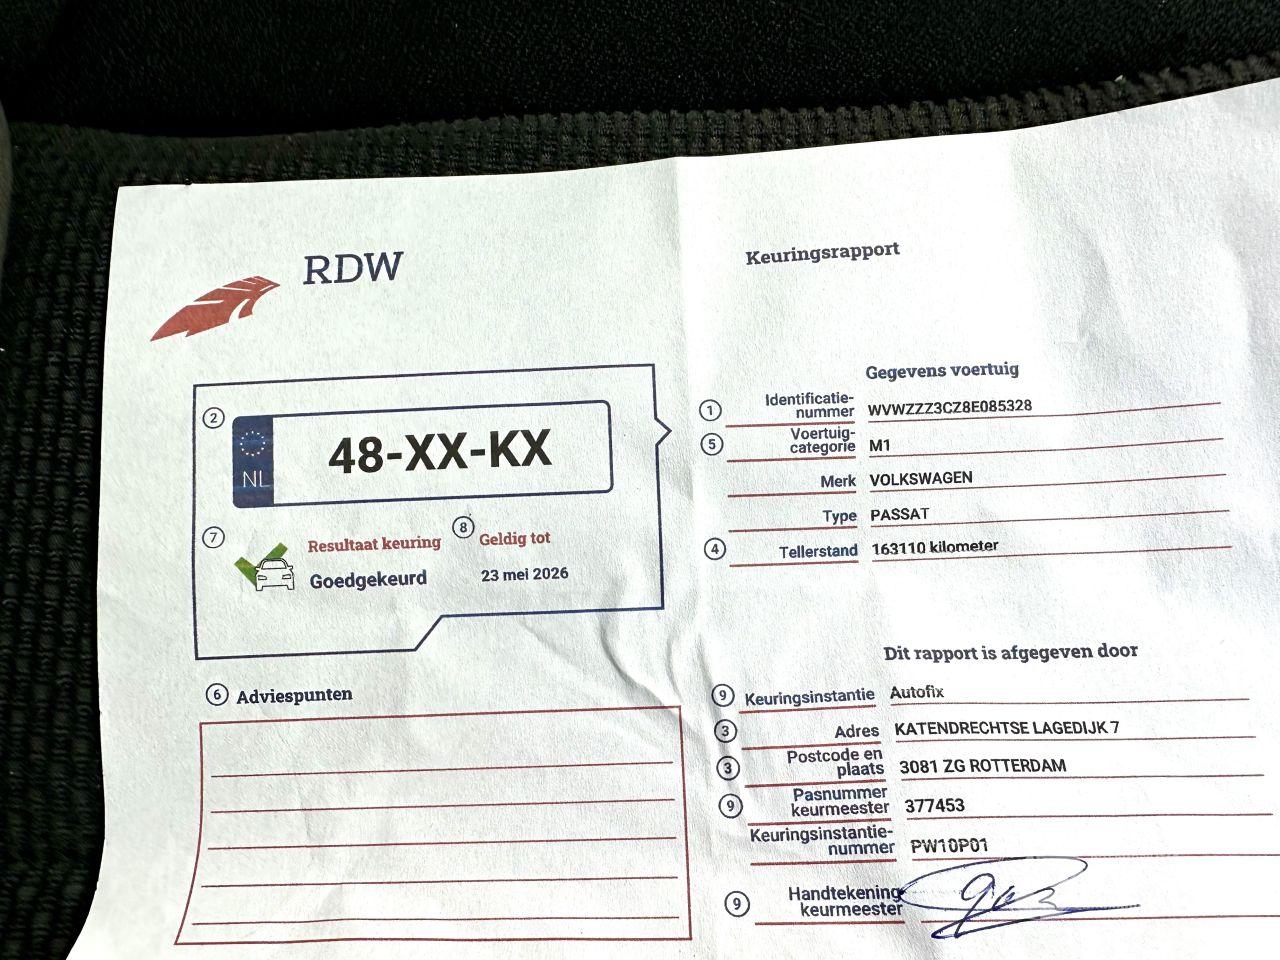 RDW
Keuringsrapport
2
NL
48-XX-KX
7
Resultaat keuring
Goedgekeurd
8
Geldig tot
23 mei 2026
6 Adviespunten
Gegevens voertuig
1 Identificatie-
nummer WVWZZZ3CZ8E085328
5 Voertuig-
categorie M1
Merk VOLKSWAGEN
Type PASSAT
4 Tellerstand 163110 kilometer
Dit rapport is afgegeven door
9 Keuringsinstantie Autofix
3 Adres KATENDRECHTSE LAGEDIJK 7
3 Postcode en
plaats 3081 ZG ROTTERDAM
9 Pasnummer
keurmeester 377453
Keuringsinstantie-
nummer PW10P01
9 Handtekening
keurmeester